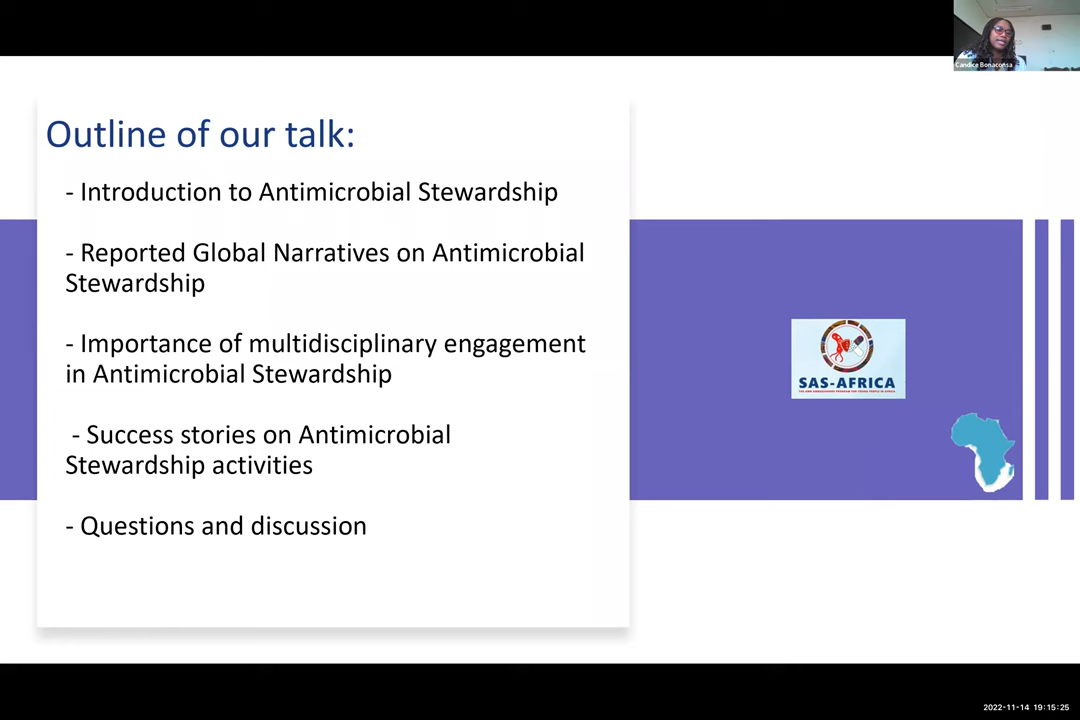 Candice Bonaconsa
Outline of our talk:
- Introduction to Antimicrobial Stewardship
- Reported Global Narratives on Antimicrobial
Stewardship
- Importance of multidisciplinary engagement
in Antimicrobial Stewardship
- Success stories on Antimicrobial
Stewardship activities
- Questions and discussion
SAS-AFRICA
2022-11-14 19:15:25